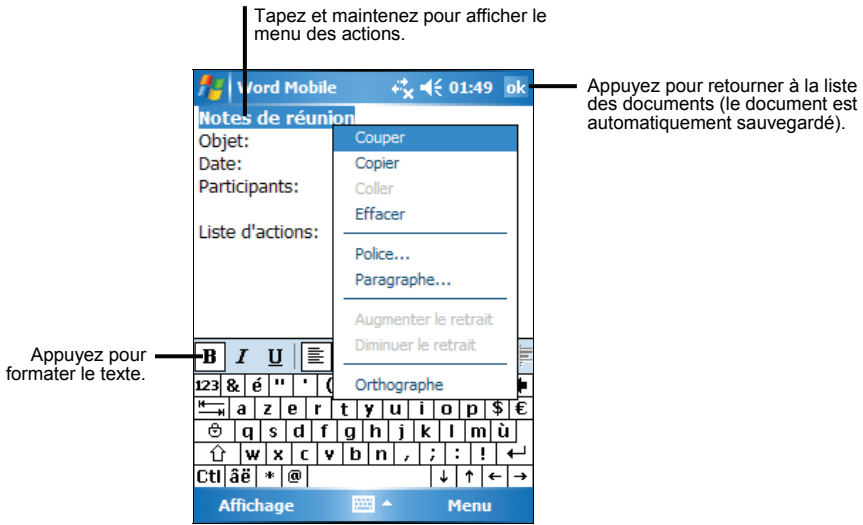 Tapez et maintenez pour afficher le
menu des actions.
Word Mobile 01:49 ok
Appuyez pour retourner à la liste
des documents (le document est
automatiquement sauvegardé).
Notes de réunion
Objet:
Date:
Participants:
Liste d'actions:
Couper
Copier
Coller
Effacer
Police...
Paragraphe...
Augmenter le retrait
Diminuer le retrait
Orthographe
Appuyez pour
formater le texte.
B I U
123 & é " ' (
a z e r t y u i o p $ €
q s d f g h j k l m ù
w x c v b n , ; : !
Ctl âë * @ ↓ ↑ ← →
Affichage Menu